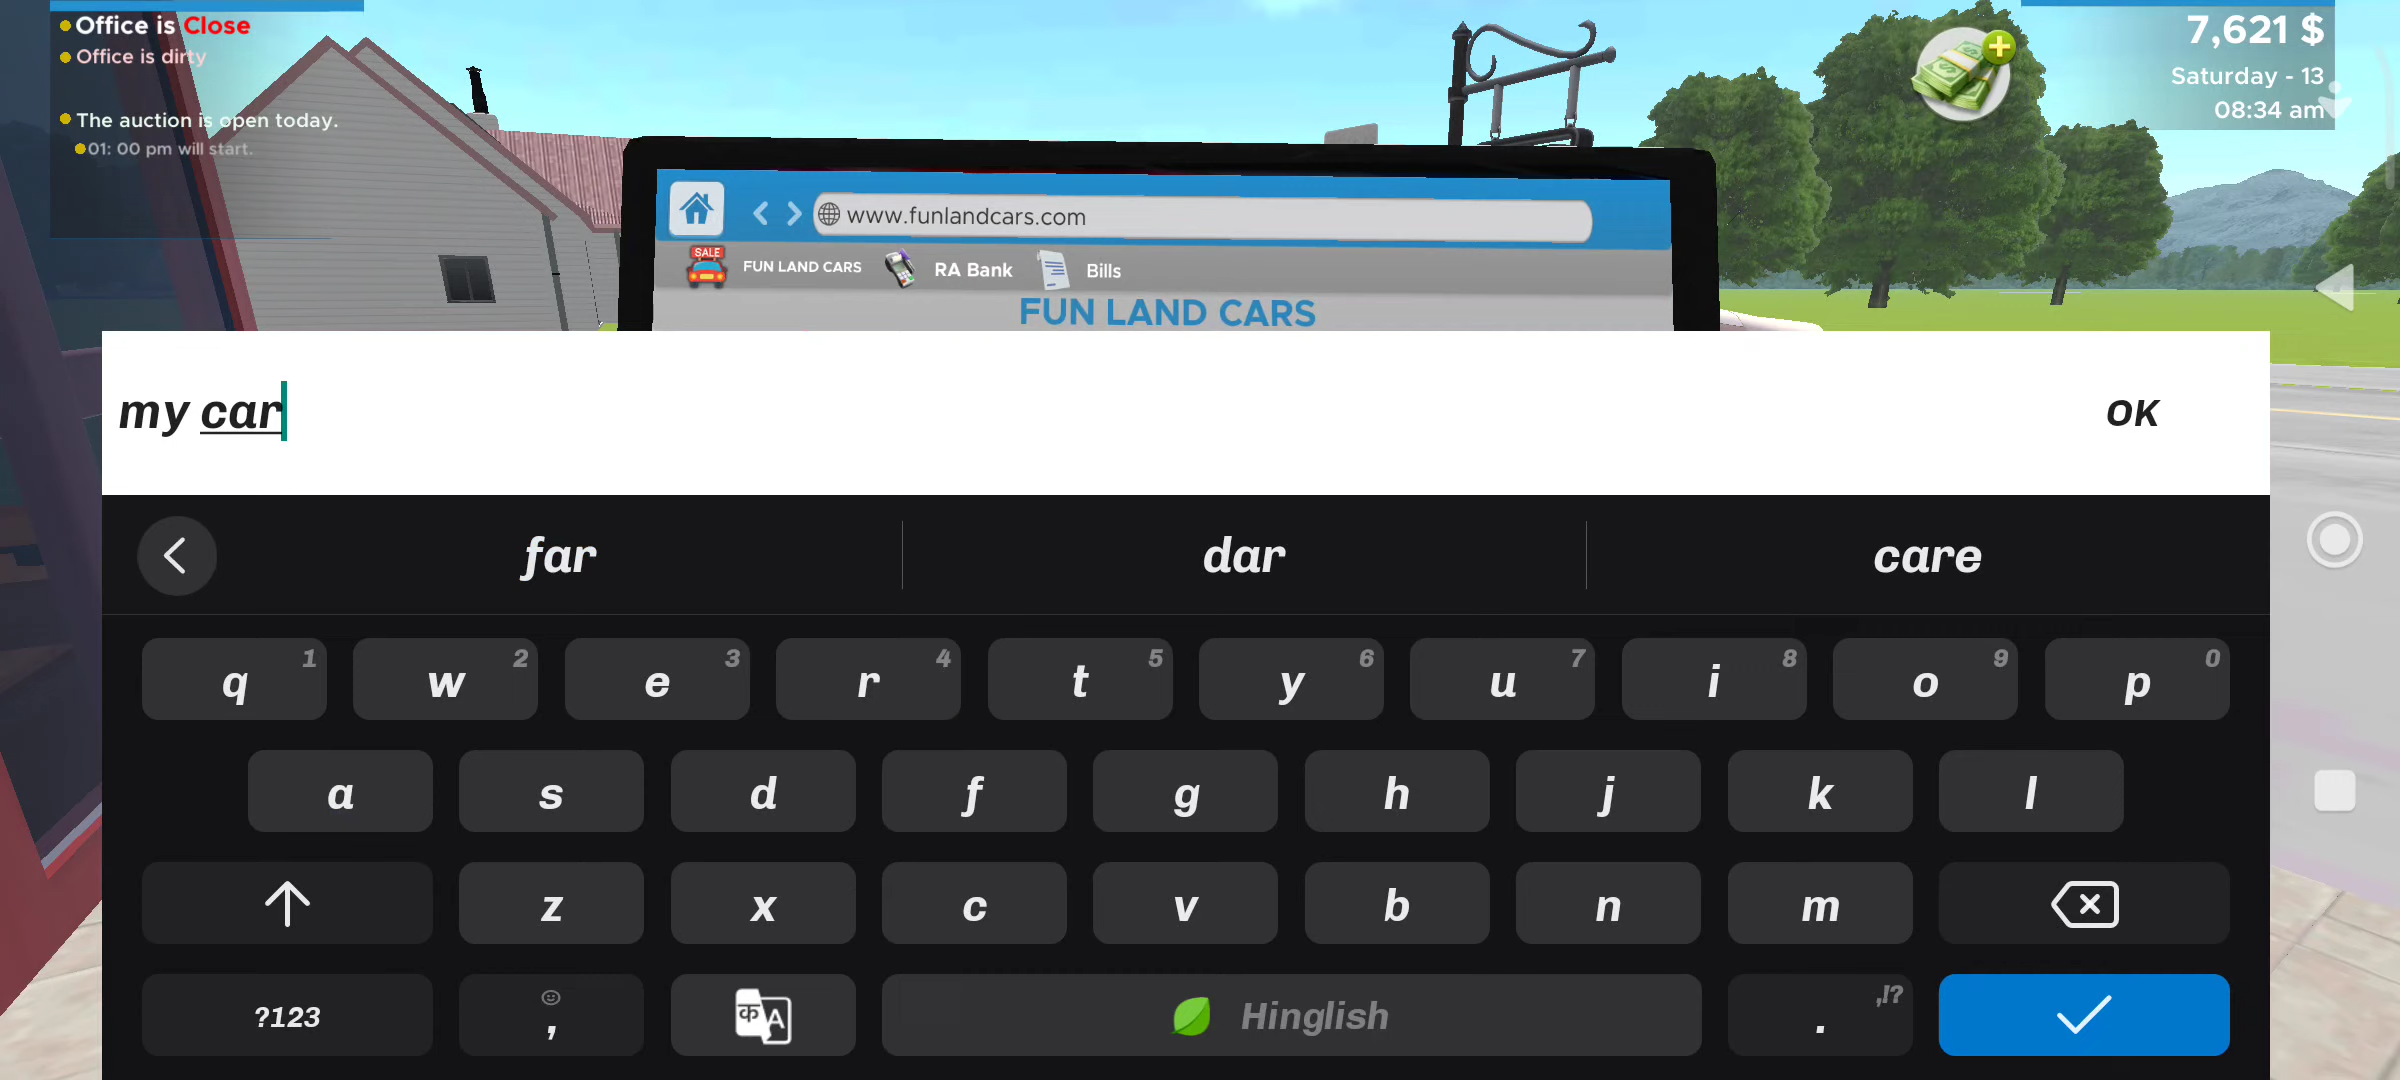 Office is Close
Office is dirty
The auction is open today.
01: 00 pm will start.
7,621 $
Saturday - 13
08:34 am
www.funlandcars.com
SALE
FUN LAND CARS
RA Bank
Bills
FUN LAND CARS
my car
OK
far
dar
care
q 1 w 2 e 3 r 4 t 5 y 6 u 7 i 8 o 9 p 0
a s d f g h j k l
z x c v b n m
?123 , क A Hinglish . ,!?